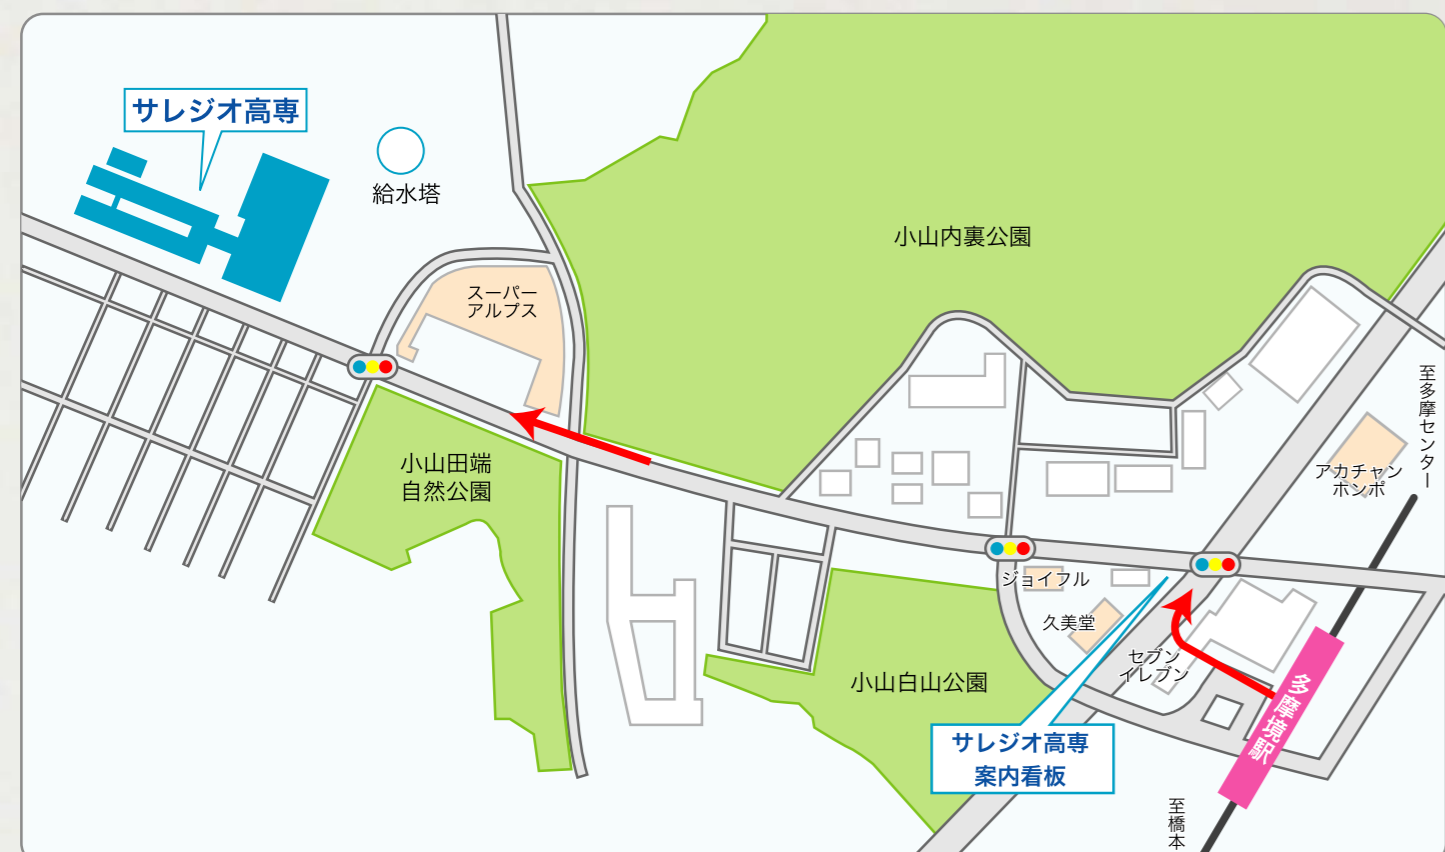 サレジオ高専
給水塔
小山内裏公園
スーパー
アルプス
至多摩センター
アカチャン
ホンポ
小山田端
自然公園
ジョイフル
久美堂
セブン
イレブン
小山白山公園
多摩境駅
サレジオ高専
案内看板
至橋本